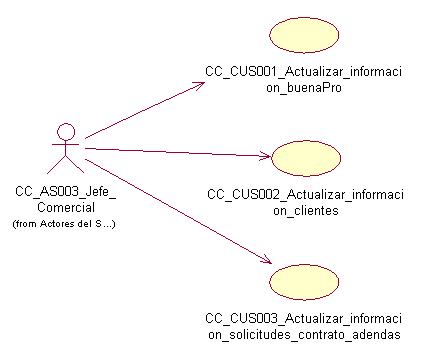 CC_CUS001_Actualizar_informaci
on_buenaPro
CC_AS003_Jefe_
Comercial
(from Actores del S...)
CC_CUS002_Actualizar_informaci
on_clientes
CC_CUS003_Actualizar_informaci
on_solicitudes_contrato_adendas